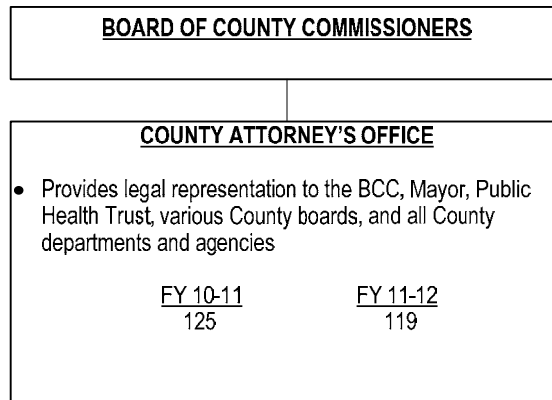 BOARD OF COUNTY COMMISSIONERS
COUNTY ATTORNEY'S OFFICE
• Provides legal representation to the BCC, Mayor, Public
Health Trust, various County boards, and all County
departments and agencies
FY 10-11 FY 11-12
125 119